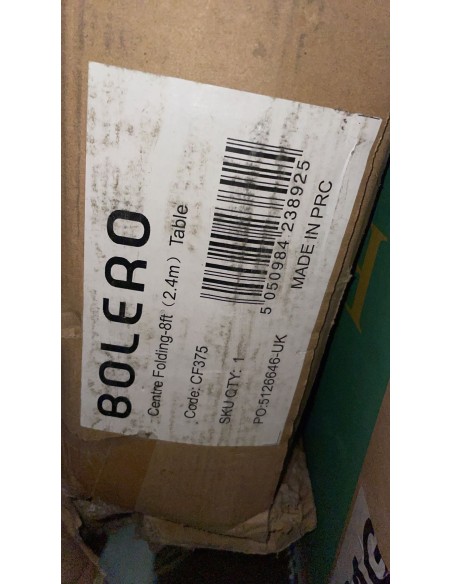 BOLERO
Centre Folding-8ft (2.4m) Table
Code: CF375
SKU QTY: 1
PO:5126646-UK
5 050984 238925
MADE IN PRC